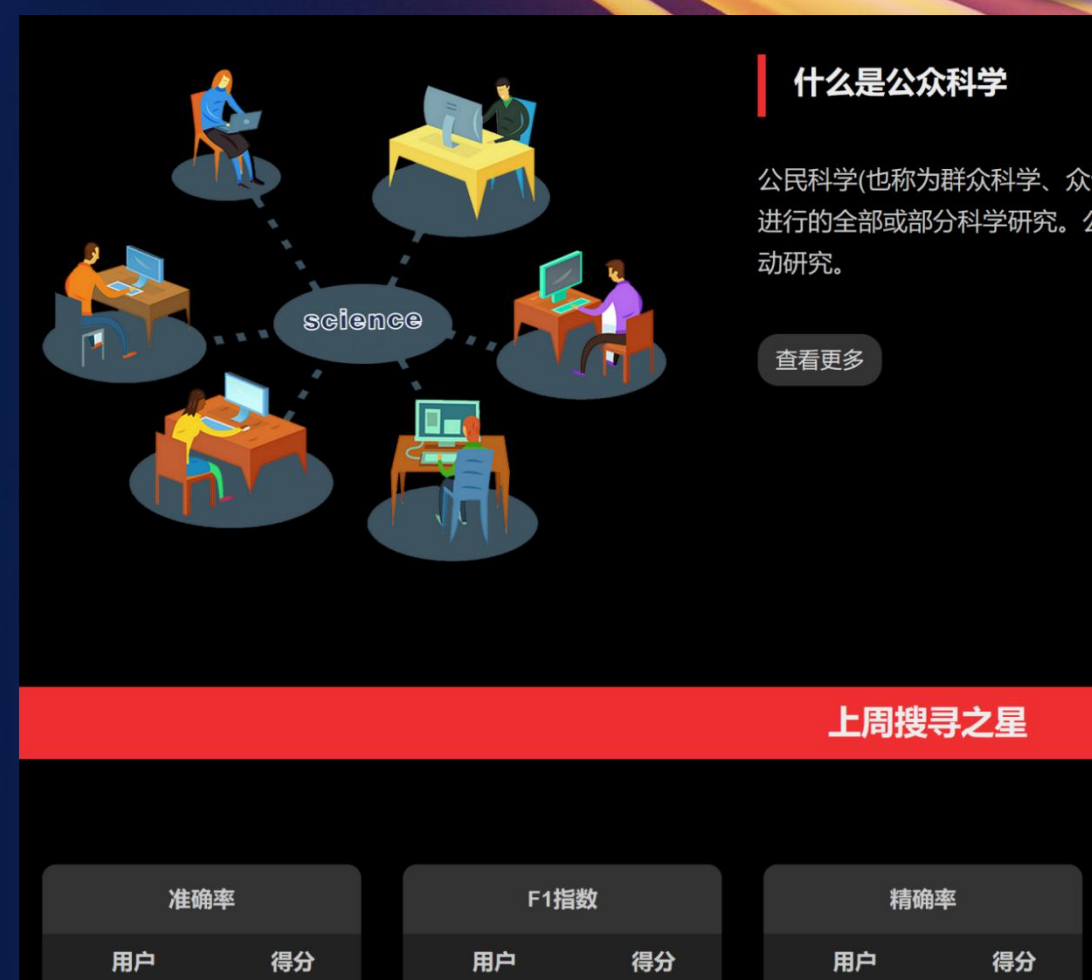 science
什么是公众科学
公民科学(也称为群众科学、众
进行的全部或部分科学研究。
动研究。
查看更多
上周搜寻之星
准确率
用户 得分
F1指数
用户 得分
精确率
用户 得分